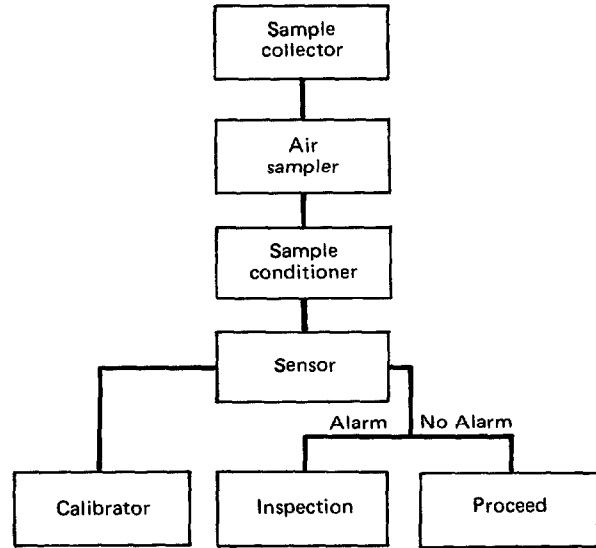 Sample
collector
Air
sampler
Sample
conditioner
Sensor
Alarm No Alarm
Calibrator
Inspection
Proceed